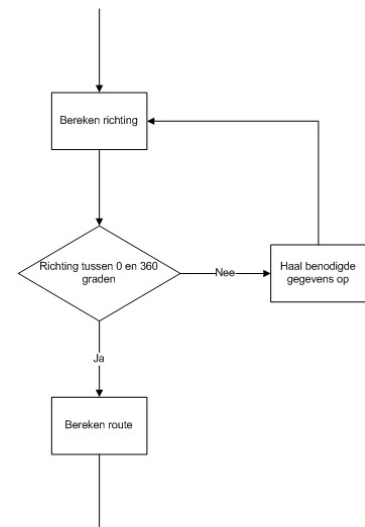 Bereken richting
Richting tussen 0 en 360
graden
Nee
Haal benodigde
gegevens op
Ja
Bereken route